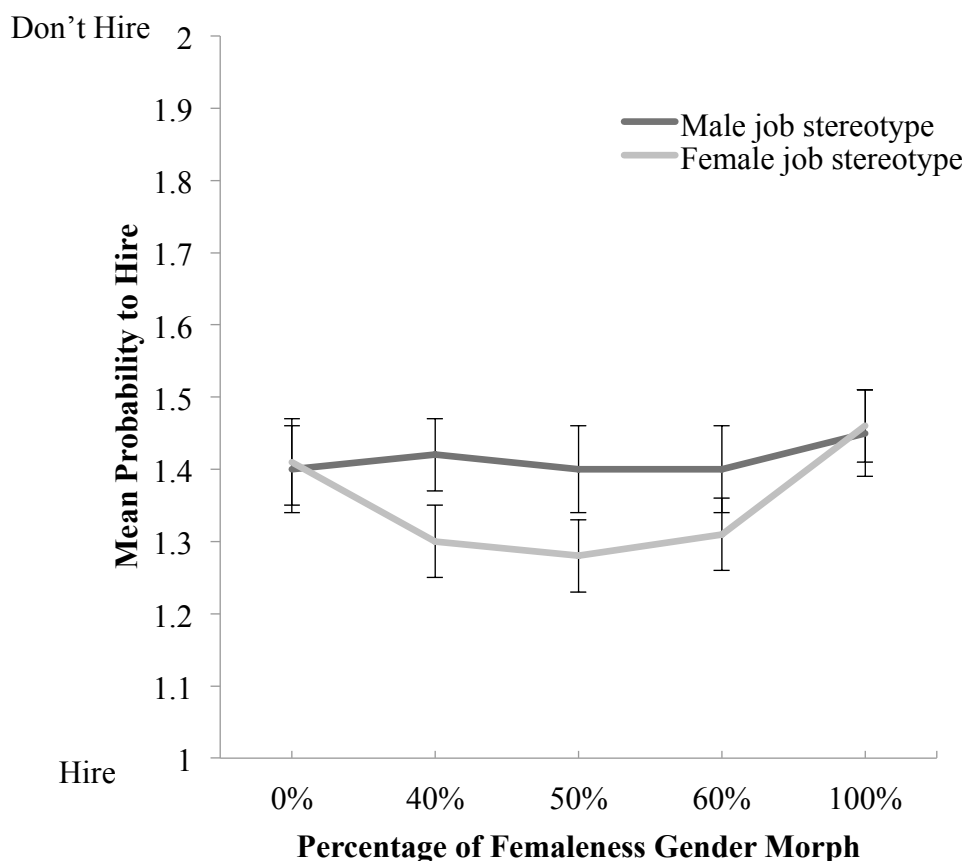 Don’t Hire
2
1.9
1.8
1.7
1.6
1.5
1.4
1.3
1.2
1.1
1
Hire
Mean Probability to Hire
Male job stereotype
Female job stereotype
0% 40% 50% 60% 100%
Percentage of Femaleness Gender Morph